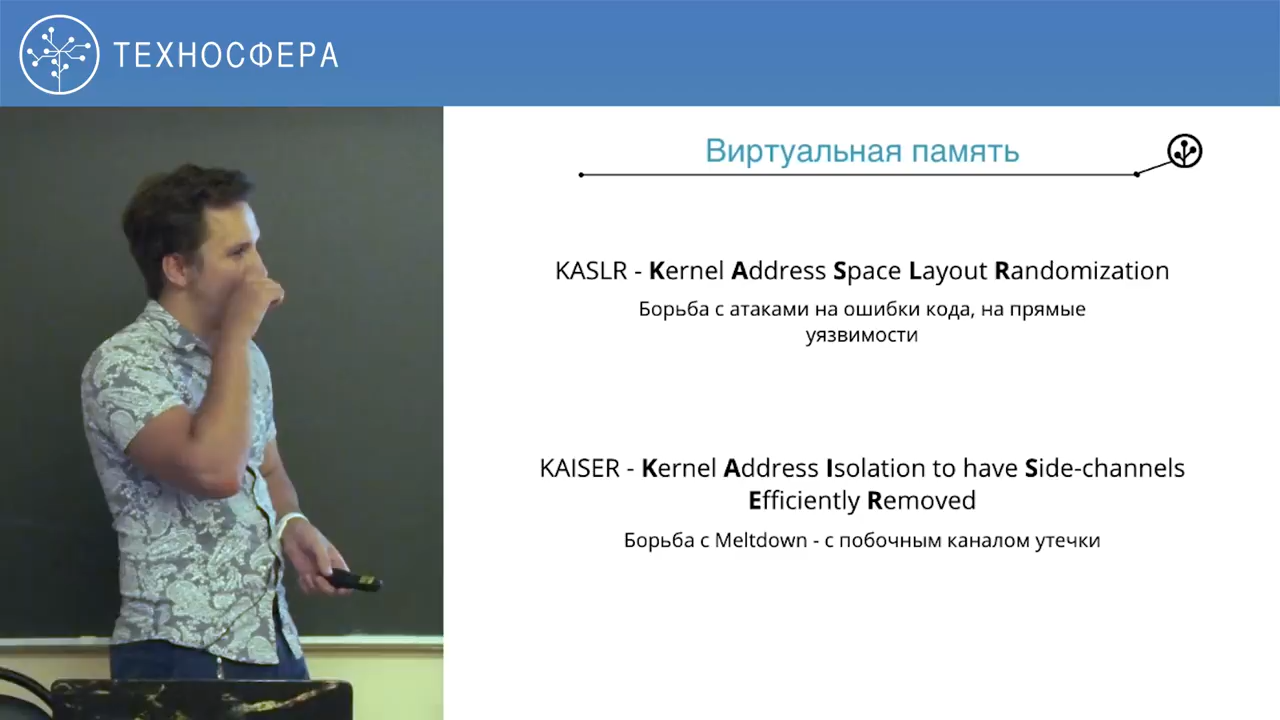 ТЕХНОСФЕРА
Виртуальная память
KASLR - Kernel Address Space Layout Randomization
Борьба с атаками на ошибки кода, на прямые
уязвимости
KAISER - Kernel Address Isolation to have Side-channels
Efficiently Removed
Борьба с Meltdown - с побочным каналом утечки